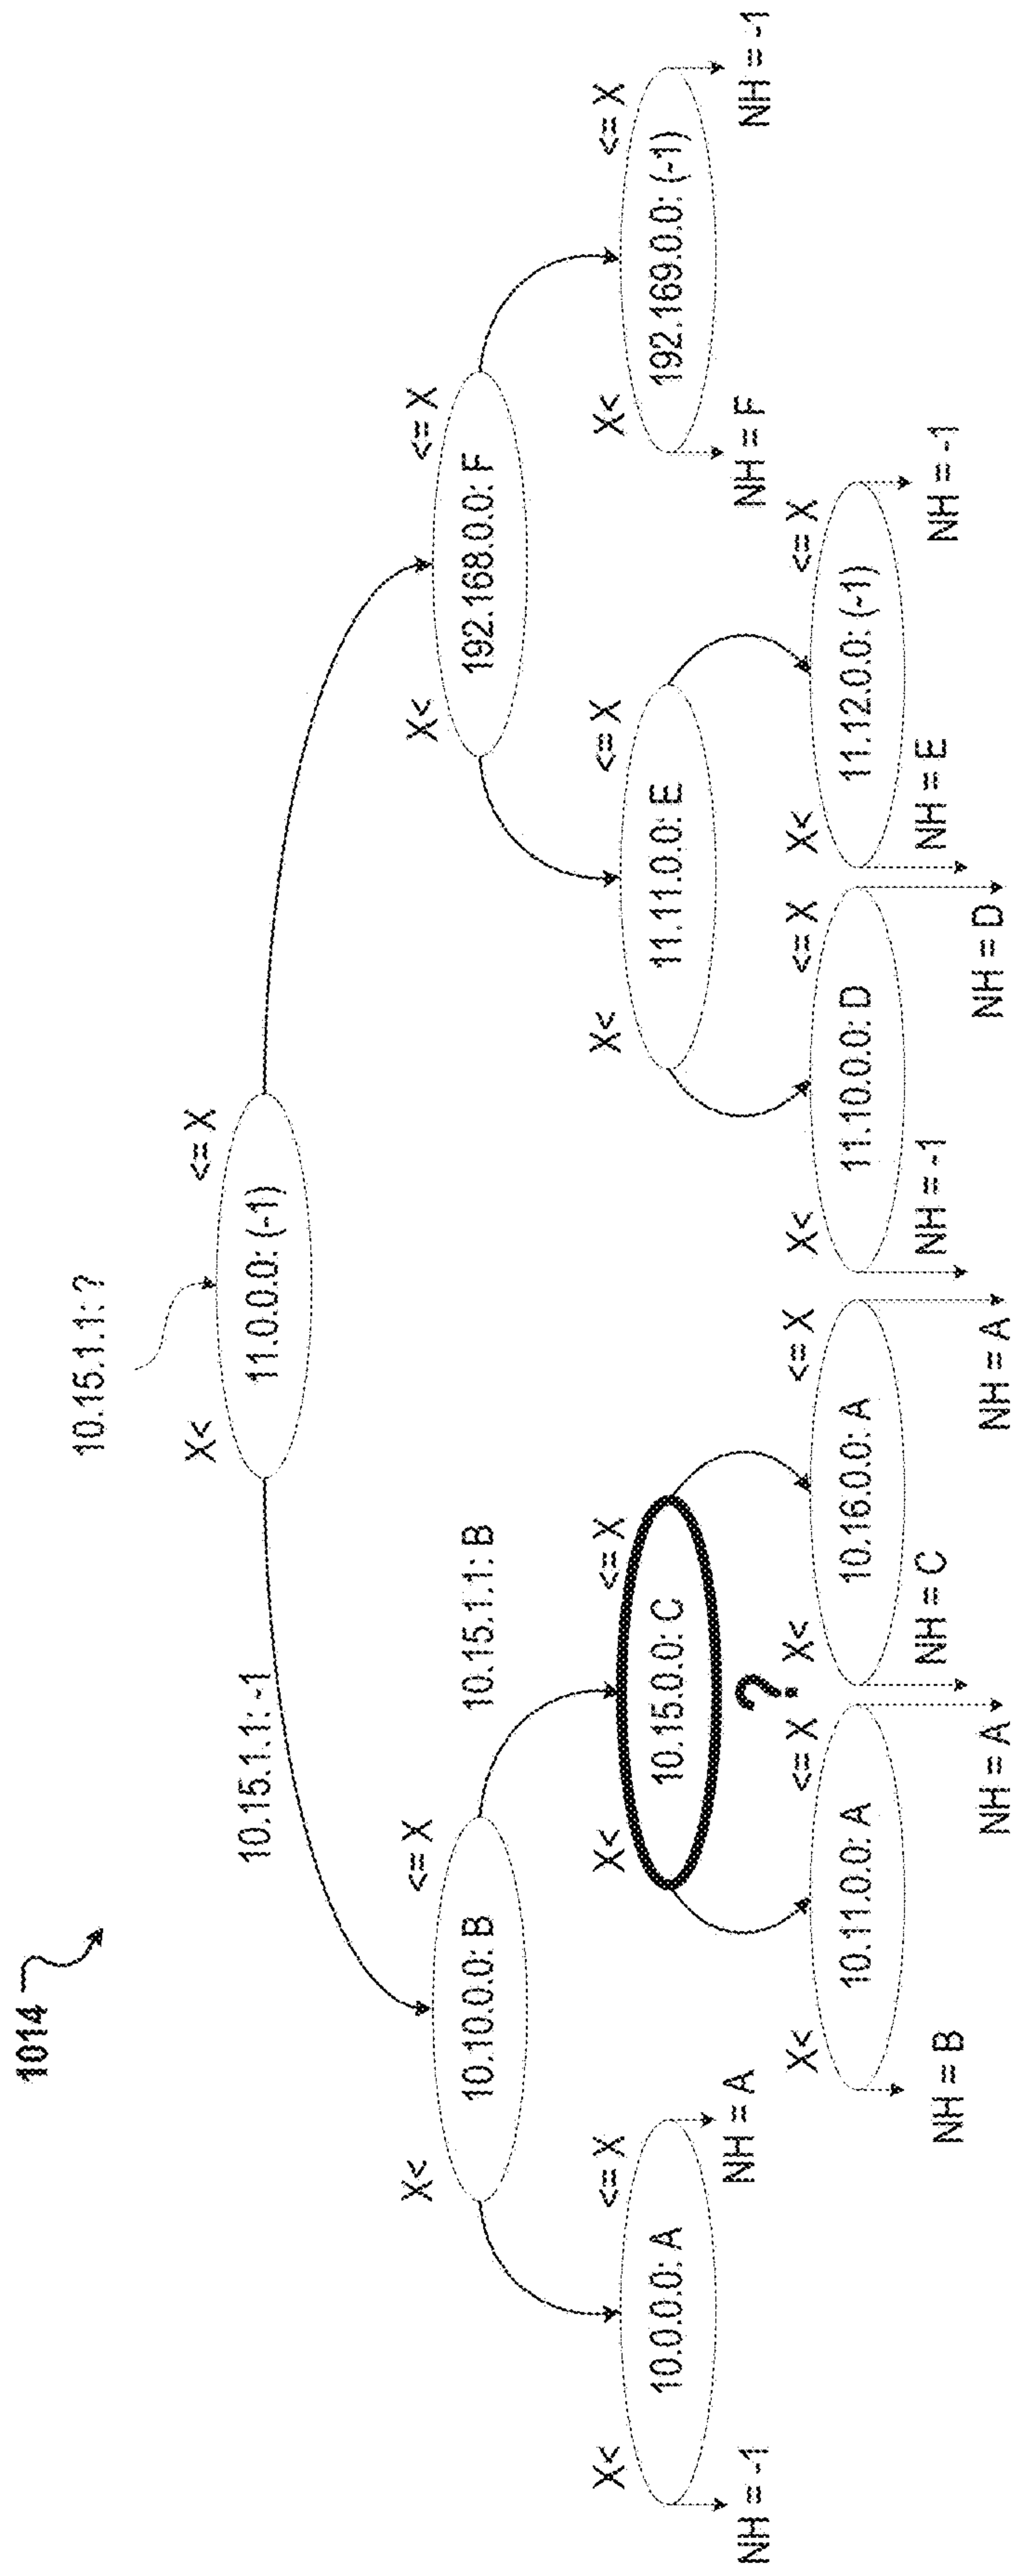 1014
10.15.1.1: ?
X<
<= X
11.0.0.0: (-1)
10.15.1.1: -1
X<
<= X
10.10.0.0: B
10.15.1.1: B
X<
<= X
192.168.0.0: F
X<
<= X
10.0.0.0: A
NH = -1
NH = A
X<
<= X
10.15.0.0: C
?
X<
<= X
11.11.0.0: E
X<
<= X
192.169.0.0: (-1)
NH = F
NH = -1
X<
<= X
10.11.0.0: A
NH = B
NH = A
X<
<= X
10.16.0.0: A
NH = C
NH = A
X<
<= X
11.10.0.0: D
NH = -1
NH = D
X<
<= X
11.12.0.0: (-1)
NH = E
NH = -1